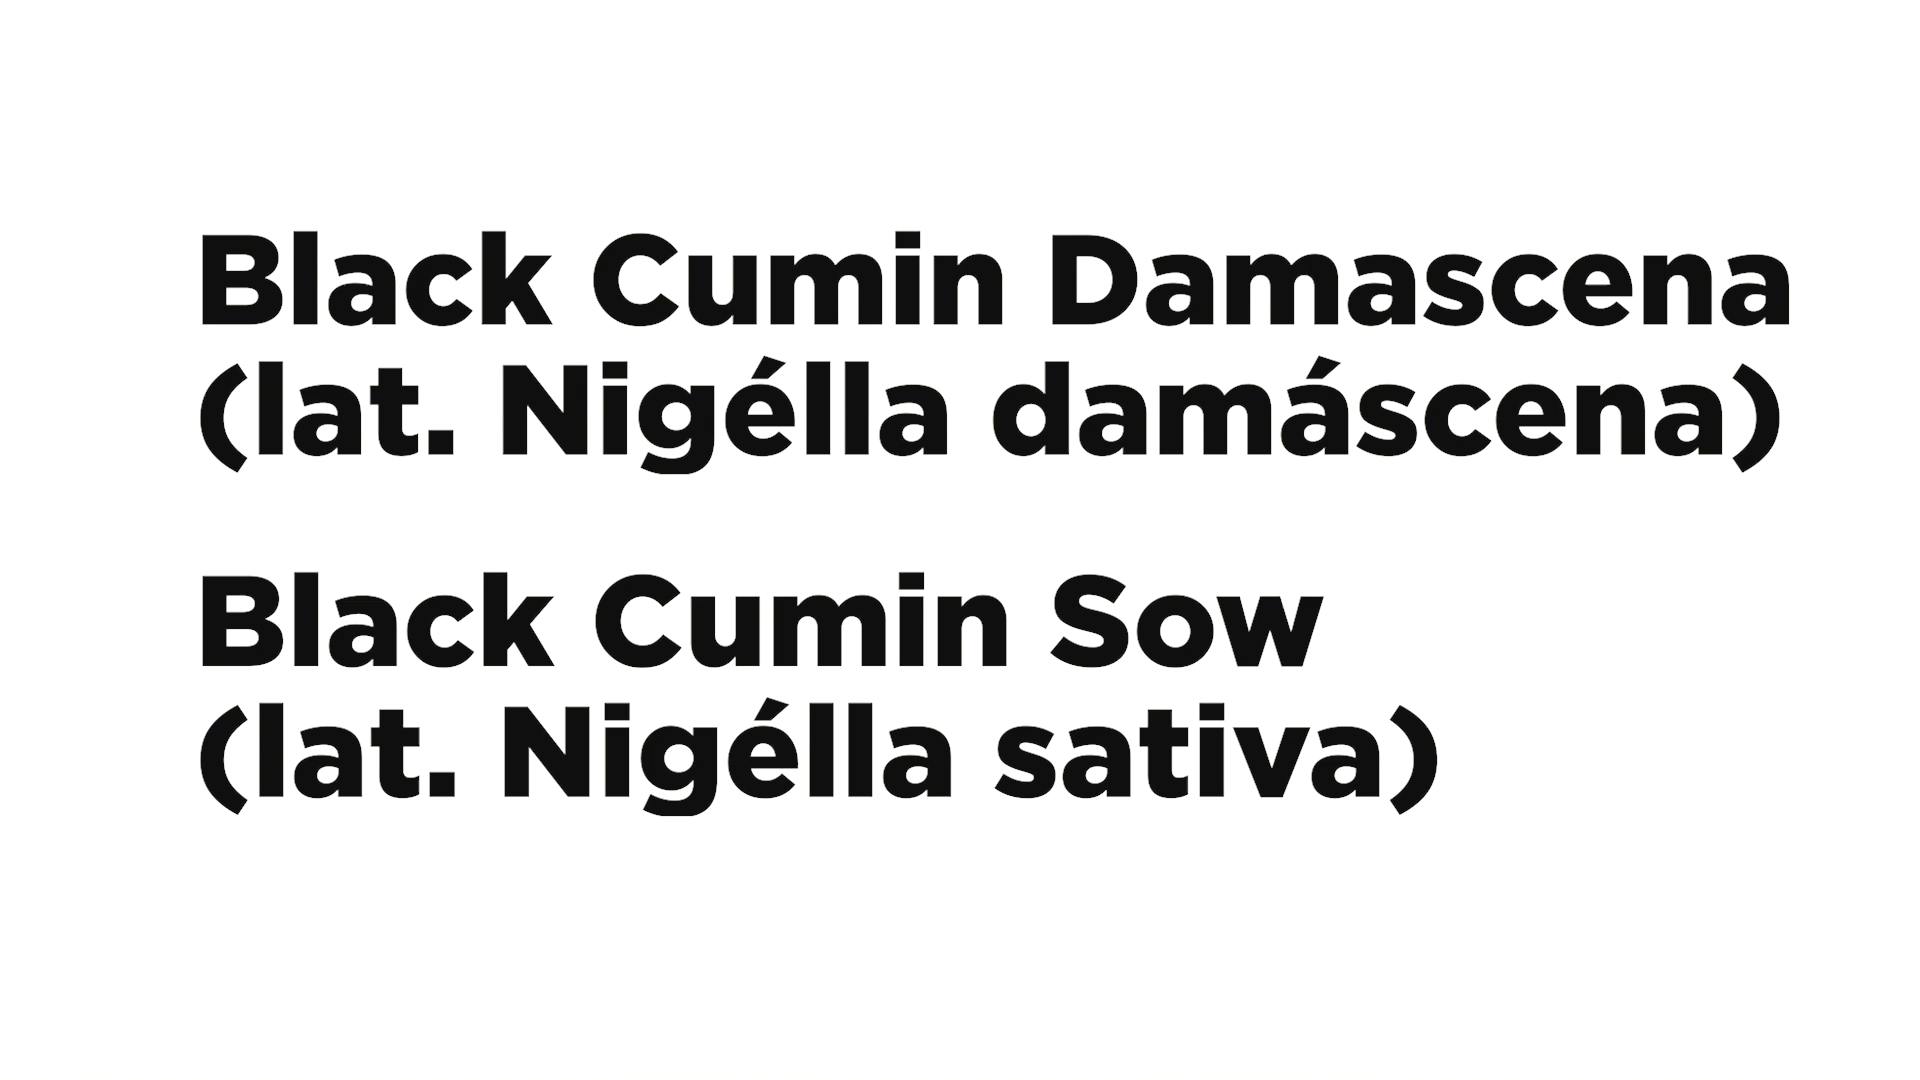 Black Cumin Damascena
(lat. Nigélla damáscena)
Black Cumin Sow
(lat. Nigélla sativa)